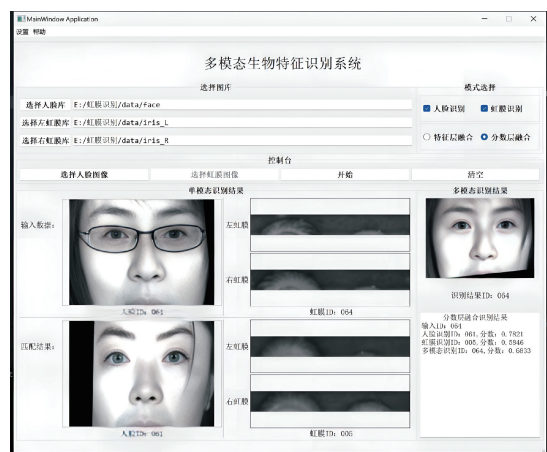 MainWindow Application
设置 帮助
多模态生物特征识别系统
选择图库
选择人脸库 E:/虹膜识别/data/face
选择左虹膜库 E:/虹膜识别/data/iris_L
选择右虹膜库 E:/虹膜识别/data/iris_R
模式选择
人脸识别 虹膜识别
特征层融合 分数层融合
控制台
选择人脸图像 选择虹膜图像 开始 清空
单模态识别结果
输入数据:
左虹膜
右虹膜
人脸ID: 064
虹膜ID: 064
匹配结果:
左虹膜
右虹膜
人脸ID: 061
虹膜ID: 005
多模态识别结果
识别结果ID: 064
分数层融合识别结果
输入ID: 064
人脸识别ID: 061,分数: 0.7821
虹膜识别ID: 005,分数: 0.5946
多模态识别ID: 064,分数: 0.6833